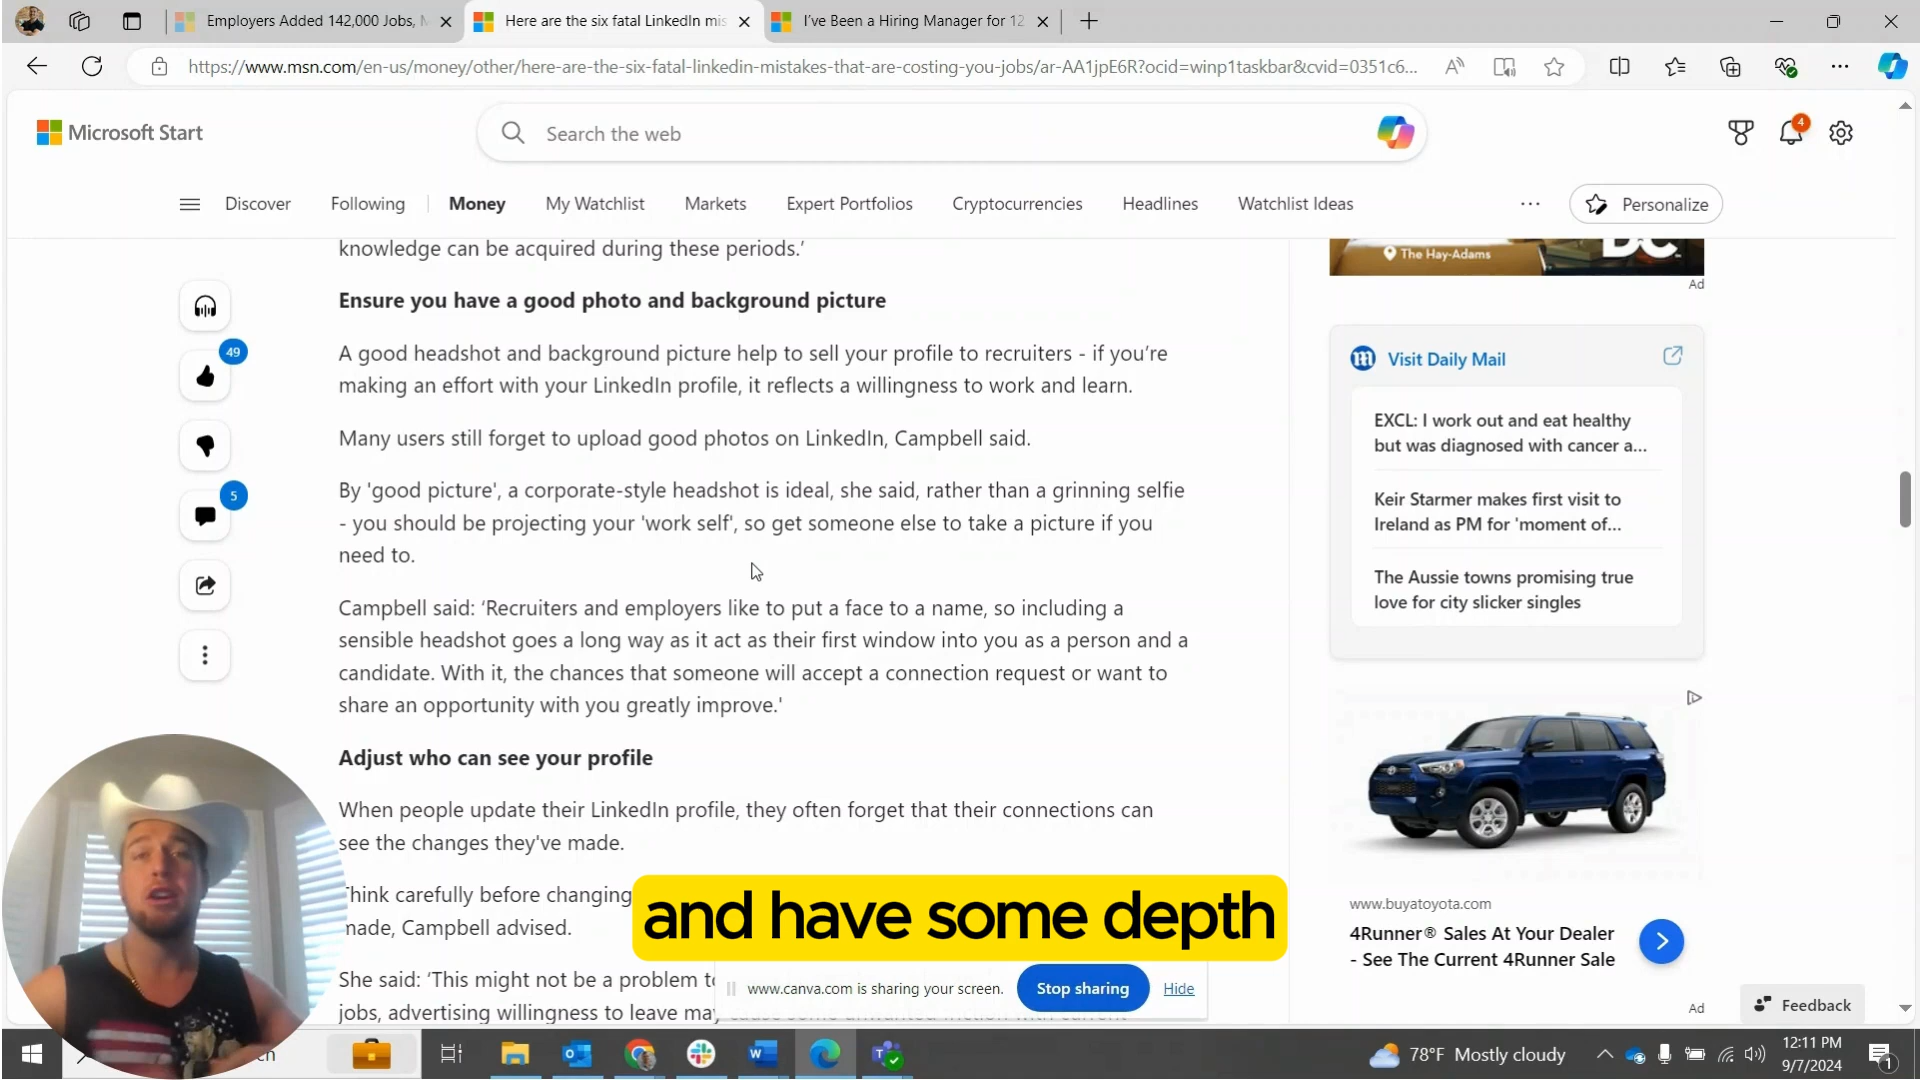 Employers Added 142,000 Jobs, M
Here are the six fatal LinkedIn mis
I've Been a Hiring Manager for 12
https://www.msn.com/en-us/money/other/here-are-the-six-fatal-linkedin-mistakes-that-are-costing-you-jobs/ar-AA1jpE6R?ocid=winp1taskbar&cvid=0351c6...
Microsoft Start
Search the web
4
Discover
Following
Money
My Watchlist
Markets
Expert Portfolios
Cryptocurrencies
Headlines
Watchlist Ideas
Personalize
knowledge can be acquired during these periods.'
Ensure you have a good photo and background picture
A good headshot and background picture help to sell your profile to recruiters - if you're
making an effort with your LinkedIn profile, it reflects a willingness to work and learn.
Many users still forget to upload good photos on LinkedIn, Campbell said.
By 'good picture', a corporate-style headshot is ideal, she said, rather than a grinning selfie
- you should be projecting your 'work self', so get someone else to take a picture if you
need to.
Campbell said: 'Recruiters and employers like to put a face to a name, so including a
sensible headshot goes a long way as it act as their first window into you as a person and a
candidate. With it, the chances that someone will accept a connection request or want to
share an opportunity with you greatly improve.'
Adjust who can see your profile
When people update their LinkedIn profile, they often forget that their connections can
see the changes they've made.
Think carefully before changing
made, Campbell advised.
She said: 'This might not be a problem to
jobs, advertising willingness to leave may cause some unwanted friction with current
49
5
and have some depth
www.canva.com is sharing your screen.
Stop sharing
Hide
The Hay-Adams
DC
Ad
Visit Daily Mail
EXCL: I work out and eat healthy
but was diagnosed with cancer a...
Keir Starmer makes first visit to
Ireland as PM for 'moment of...
The Aussie towns promising true
love for city slicker singles
www.buyatoyota.com
4Runner® Sales At Your Dealer
- See The Current 4Runner Sale
Ad
Feedback
78°F Mostly cloudy
12:11 PM
9/7/2024
1